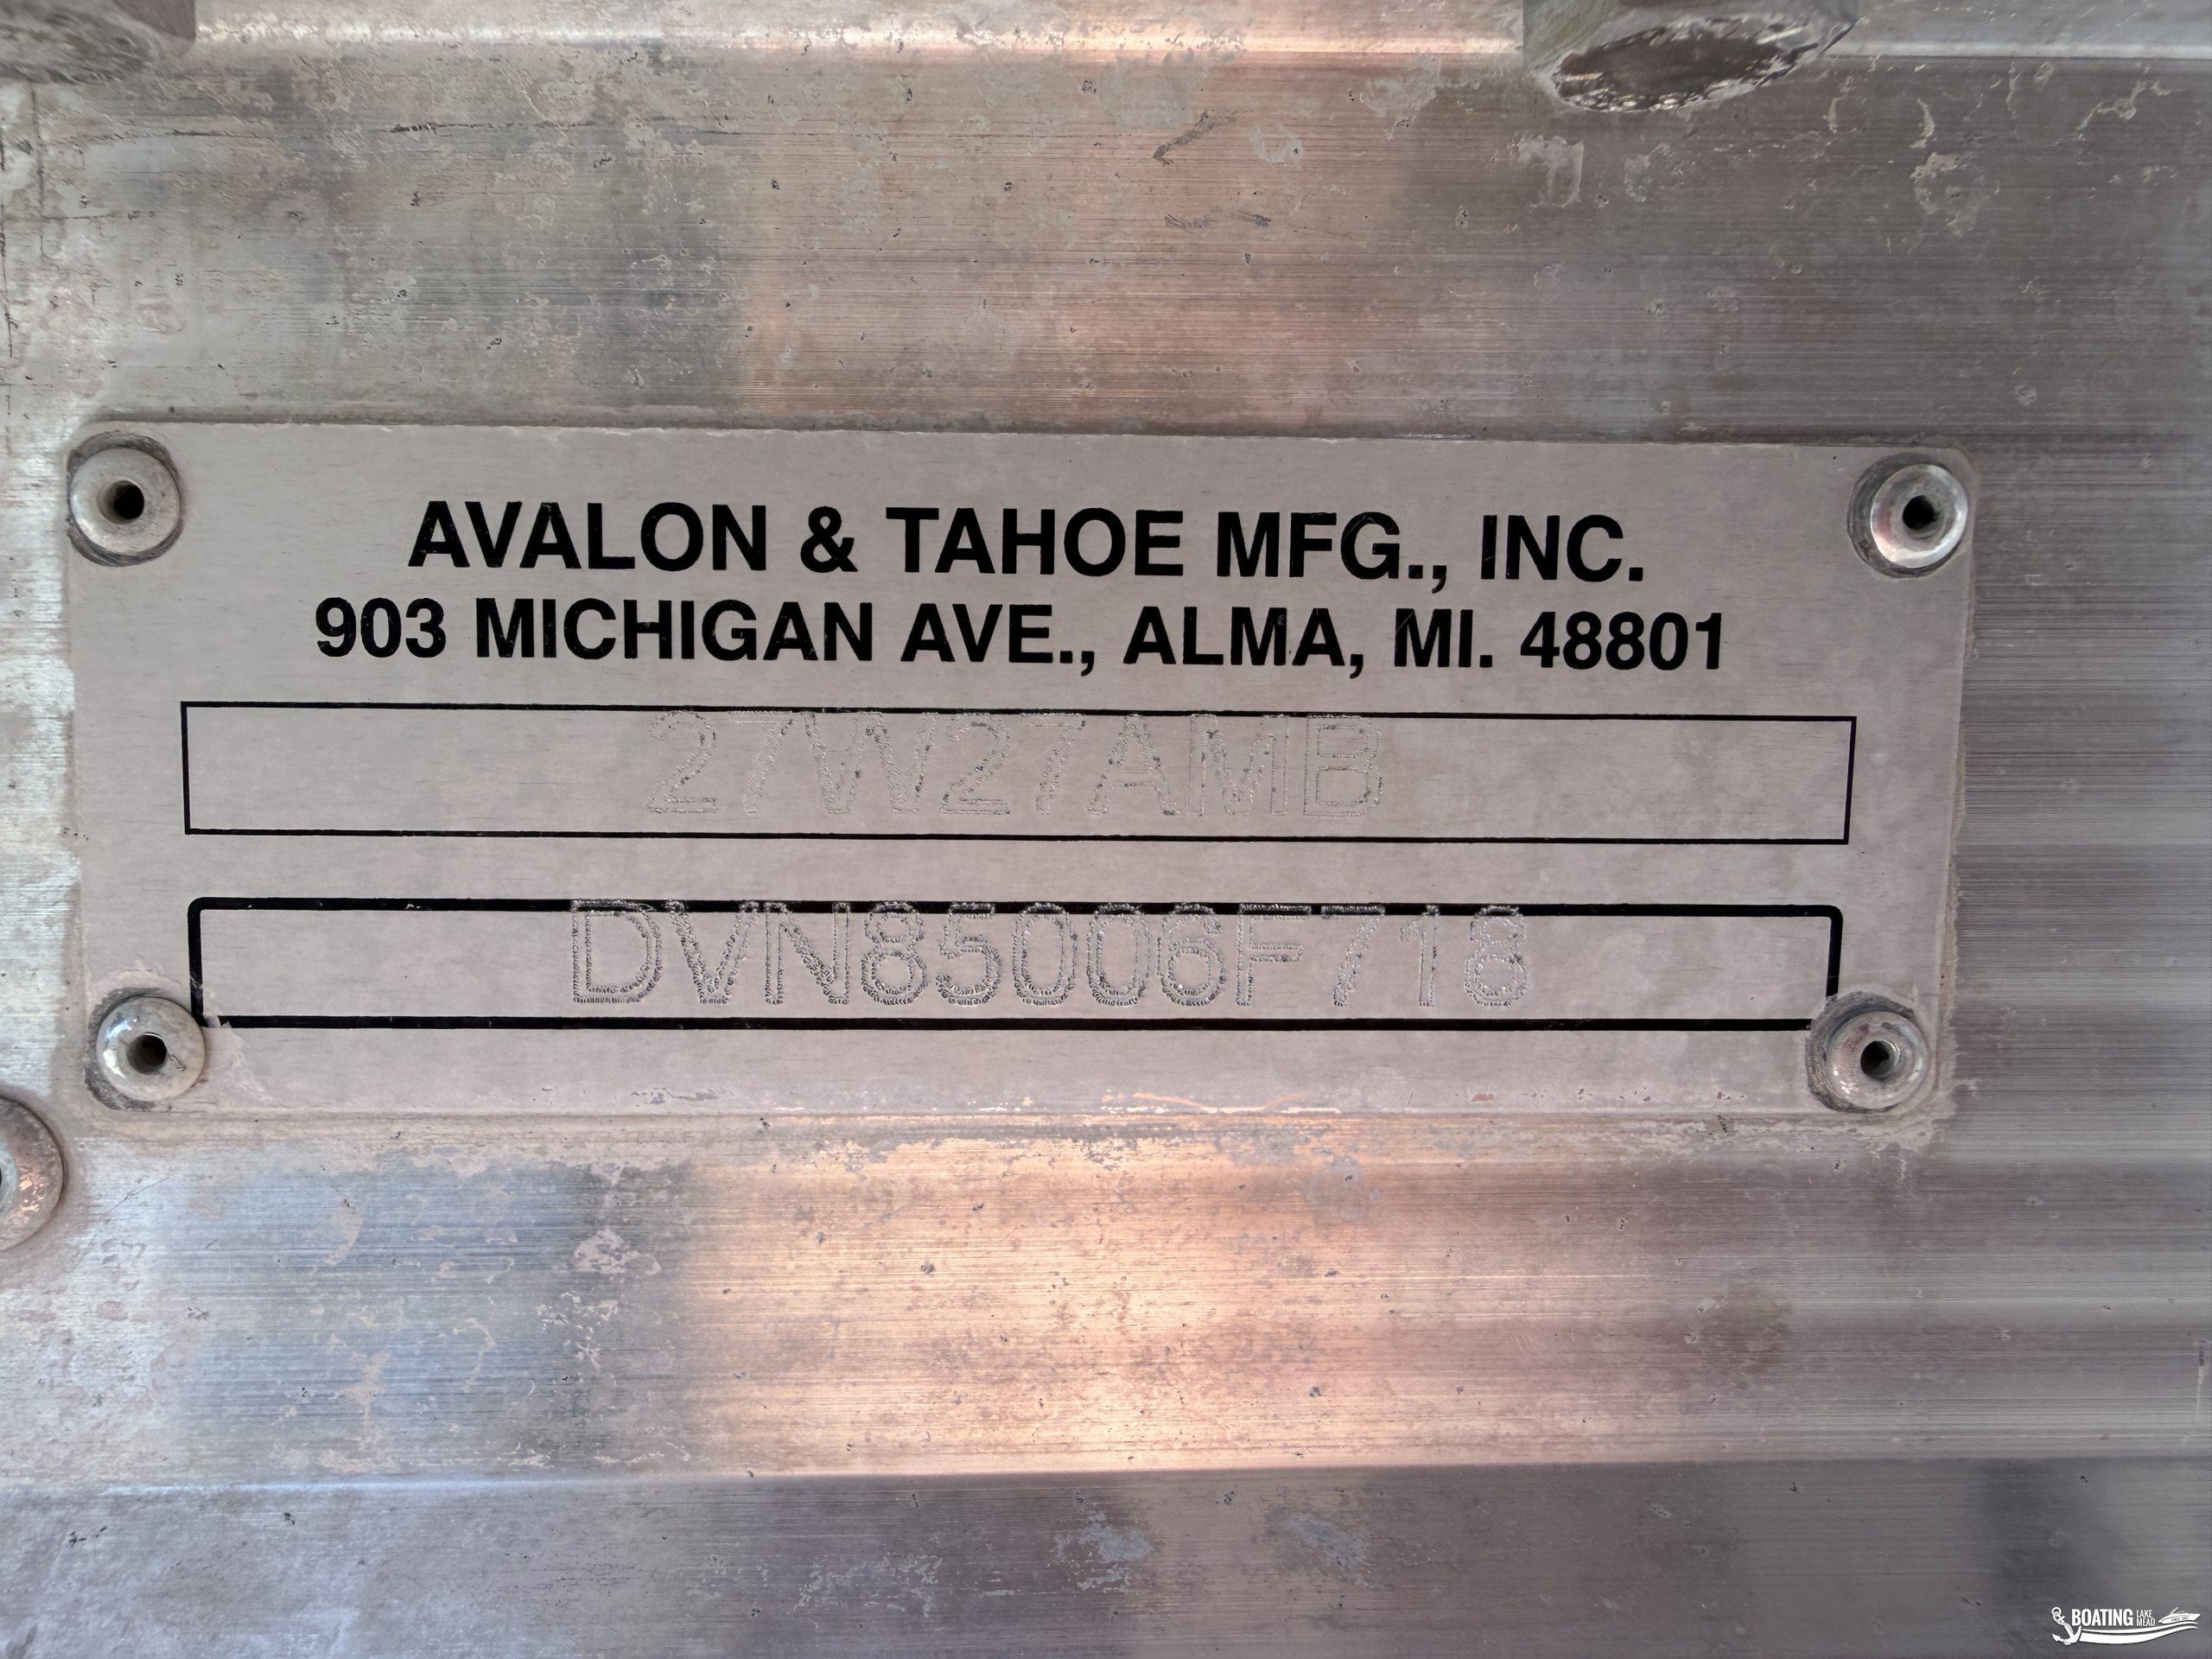 AVALON & TAHOE MFG., INC.
903 MICHIGAN AVE., ALMA, MI. 48801
27W27AMB
DVN85006F718
BOATING LAKE MEAD